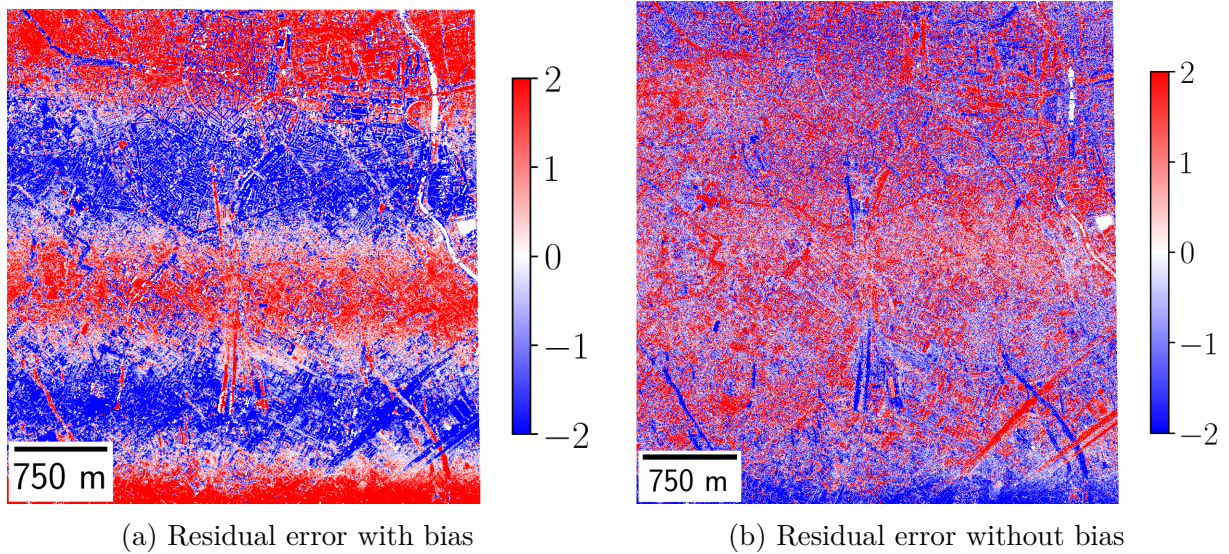 2
1
0
−1
−2
750 m
(a) Residual error with bias
2
1
0
−1
−2
750 m
(b) Residual error without bias